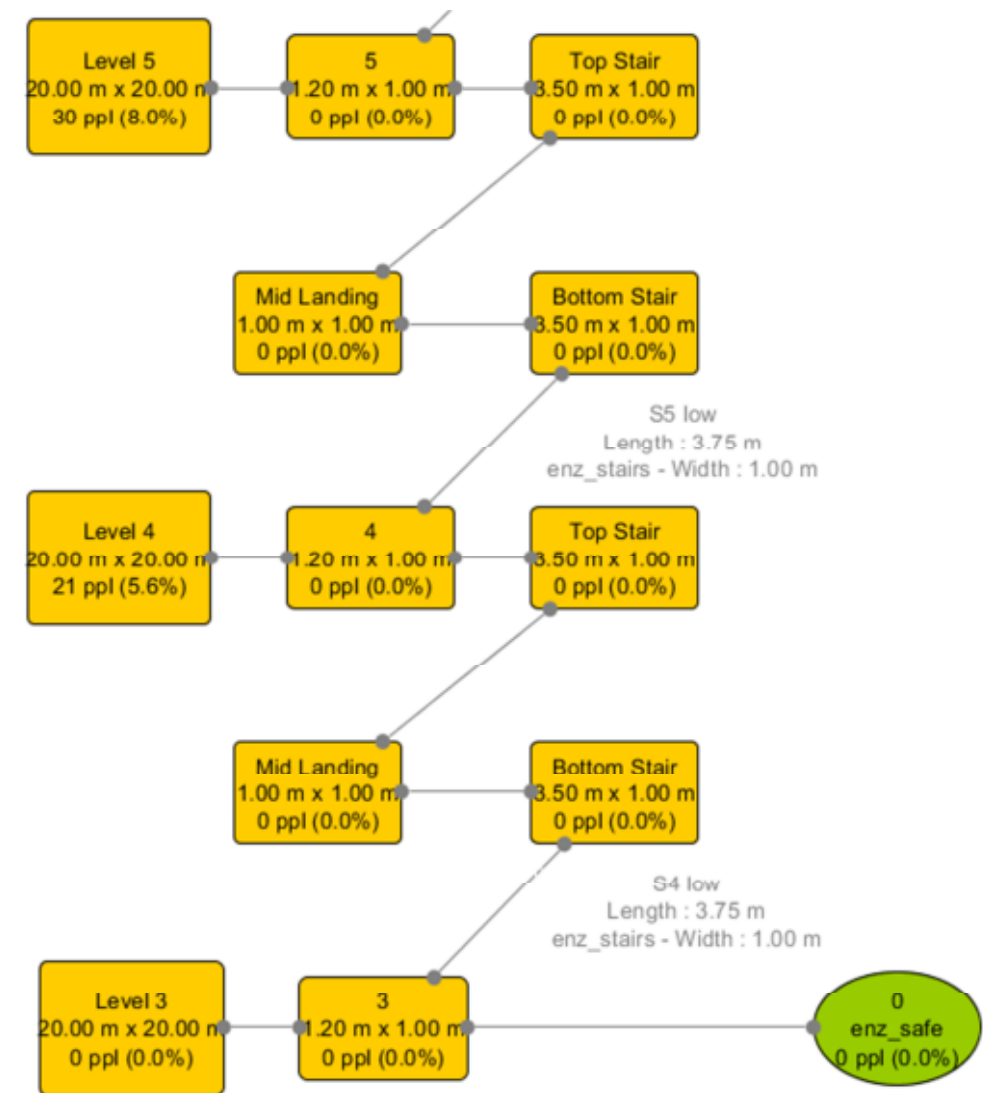 Level 5
20.00 m x 20.00 m
30 ppl (8.0%)
5
1.20 m x 1.00 m
0 ppl (0.0%)
Top Stair
3.50 m x 1.00 m
0 ppl (0.0%)
Mid Landing
1.00 m x 1.00 m
0 ppl (0.0%)
Bottom Stair
3.50 m x 1.00 m
0 ppl (0.0%)
S5 low
Length : 3.75 m
enz_stairs - Width : 1.00 m
Level 4
20.00 m x 20.00 m
21 ppl (5.6%)
4
1.20 m x 1.00 m
0 ppl (0.0%)
Top Stair
3.50 m x 1.00 m
0 ppl (0.0%)
Mid Landing
1.00 m x 1.00 m
0 ppl (0.0%)
Bottom Stair
3.50 m x 1.00 m
0 ppl (0.0%)
S4 low
Length : 3.75 m
enz_stairs - Width : 1.00 m
Level 3
20.00 m x 20.00 m
0 ppl (0.0%)
3
1.20 m x 1.00 m
0 ppl (0.0%)
0
enz_safe
0 ppl (0.0%)